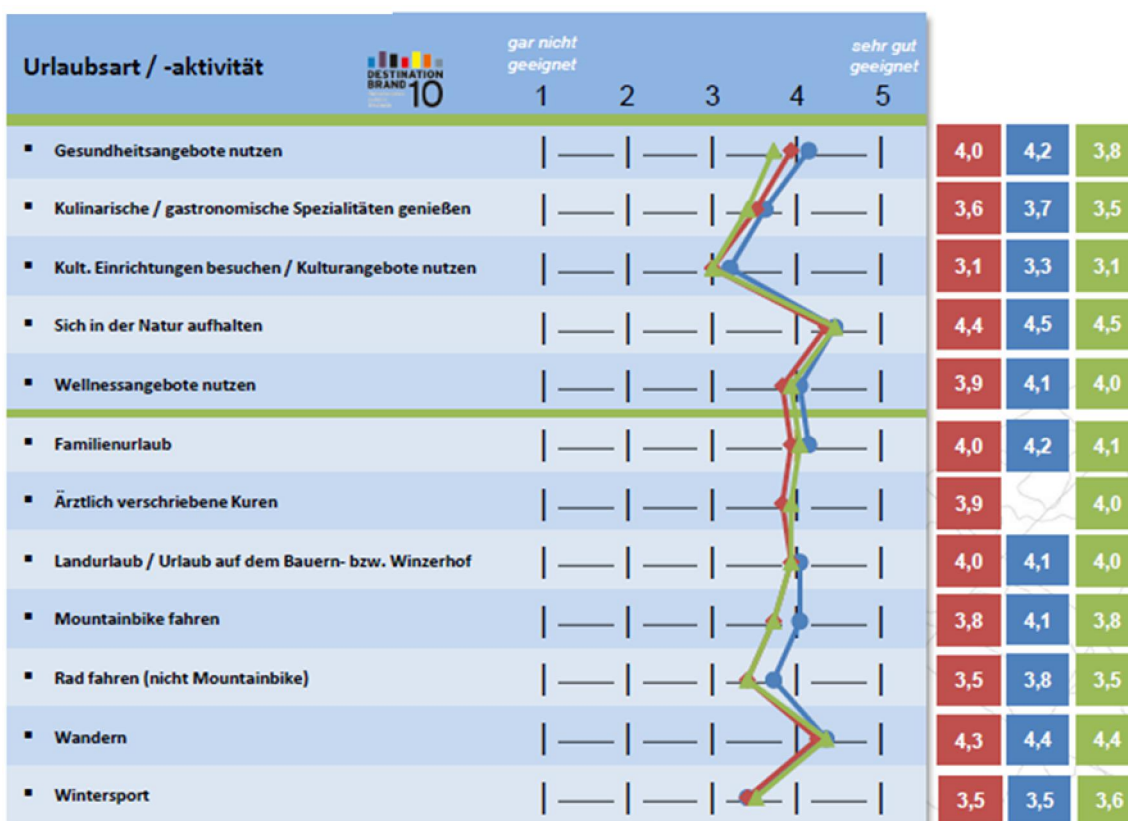 Urlaubsart / -aktivität
DESTINATION
BRAND 10
gar nicht
geeignet
sehr gut
geeignet
1 2 3 4 5
▪ Gesundheitsangebote nutzen 4,0 4,2 3,8
▪ Kulinarische / gastronomische Spezialitäten genießen 3,6 3,7 3,5
▪ Kult. Einrichtungen besuchen / Kulturangebote nutzen 3,1 3,3 3,1
▪ Sich in der Natur aufhalten 4,4 4,5 4,5
▪ Wellnessangebote nutzen 3,9 4,1 4,0
▪ Familienurlaub 4,0 4,2 4,1
▪ Ärztlich verschriebene Kuren 3,9 4,0
▪ Landurlaub / Urlaub auf dem Bauern- bzw. Winzerhof 4,0 4,1 4,0
▪ Mountainbike fahren 3,8 4,1 3,8
▪ Rad fahren (nicht Mountainbike) 3,5 3,8 3,5
▪ Wandern 4,3 4,4 4,4
▪ Wintersport 3,5 3,5 3,6